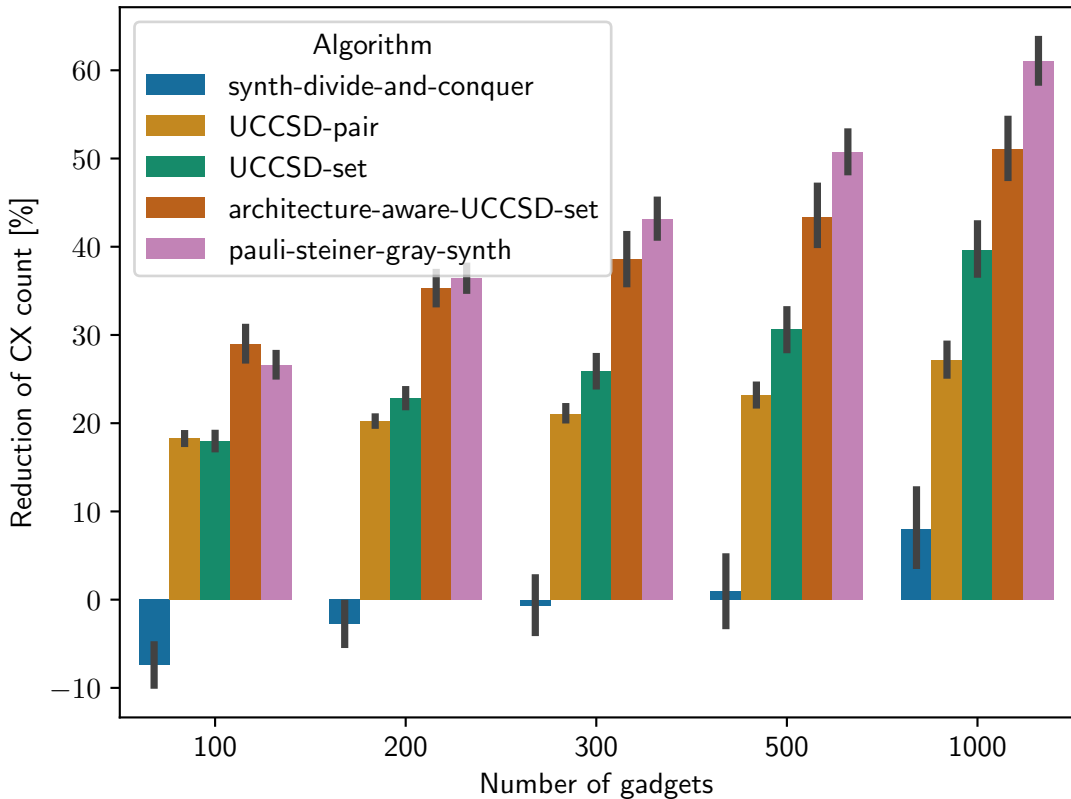 Algorithm
synth-divide-and-conquer
UCCSD-pair
UCCSD-set
architecture-aware-UCCSD-set
pauli-steiner-gray-synth
Reduction of CX count [%]
60
50
40
30
20
10
0
−10
100 200 300 500 1000
Number of gadgets